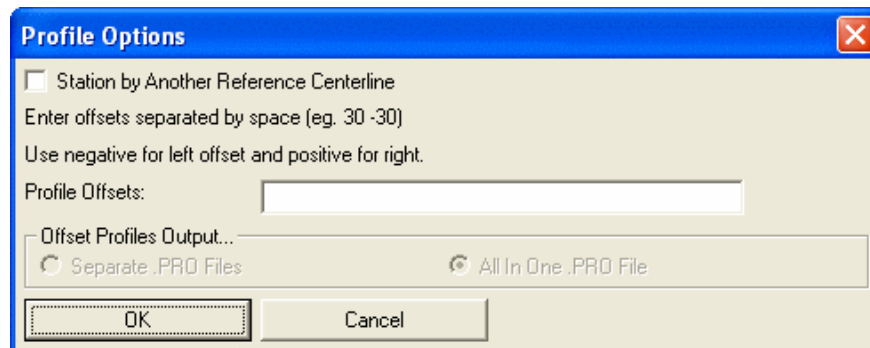 Profile Options
Station by Another Reference Centerline
Enter offsets separated by space (eg. 30 -30)
Use negative for left offset and positive for right.
Profile Offsets:
Offset Profiles Output...
Separate .PRO Files All In One .PRO File
OK Cancel